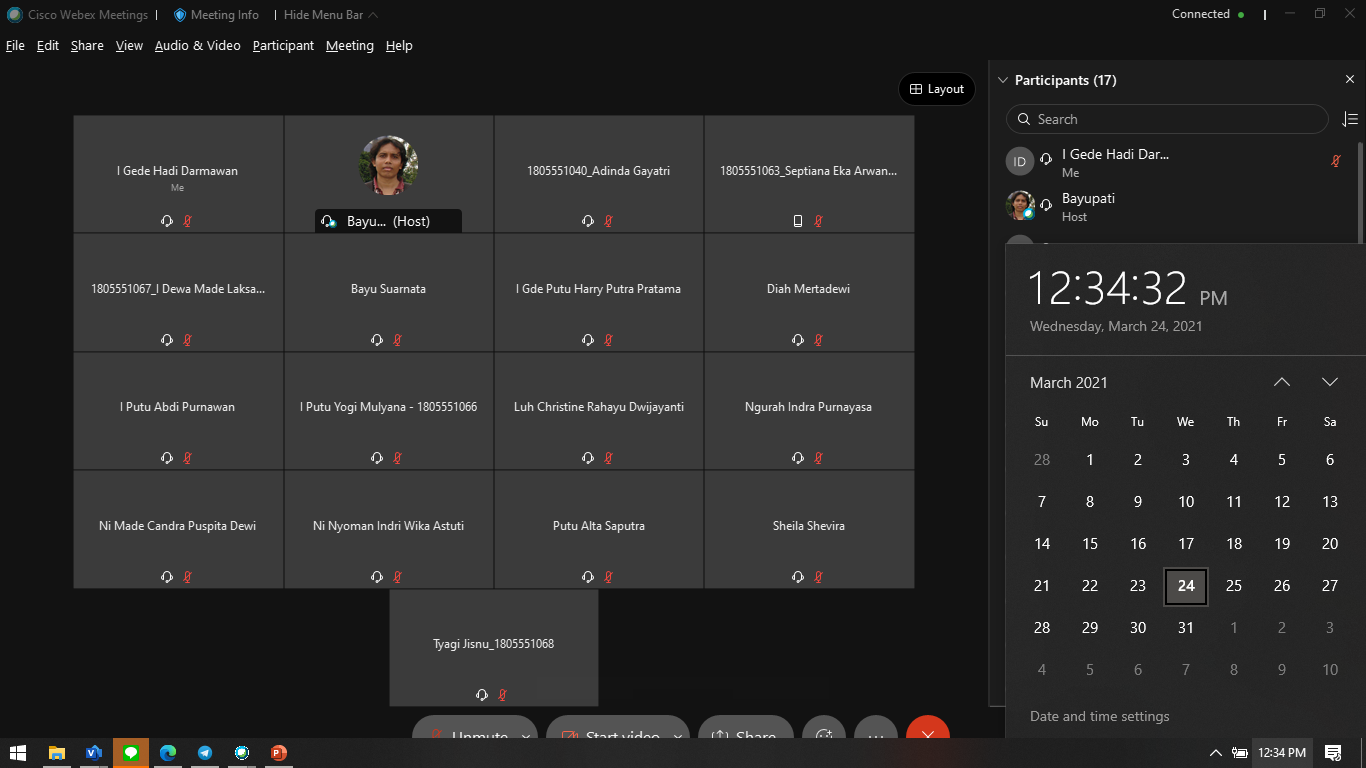 Cisco Webex Meetings | Meeting Info | Hide Menu Bar
Connected
File Edit Share View Audio & Video Participant Meeting Help
Layout
I Gede Hadi Darmawan
Me
Bayu... (Host)
1805551040_Adinda Gayatri
1805551063_Septiana Eka Arwan...
1805551067_I Dewa Made Laksa...
Bayu Suarnata
I Gde Putu Harry Putra Pratama
Diah Mertadewi
I Putu Abdi Purnawan
I Putu Yogi Mulyana - 1805551066
Luh Christine Rahayu Dwijayanti
Ngurah Indra Purnayasa
Ni Made Candra Puspita Dewi
Ni Nyoman Indri Wika Astuti
Putu Alta Saputra
Sheila Shevira
Tyagi Jisnu_1805551068
Unmute
Start video
Share
Participants (17)
Search
ID
I Gede Hadi Dar...
Me
Bayupati
Host
12:34:32 PM
Wednesday, March 24, 2021
March 2021
Su Mo Tu We Th Fr Sa
28 1 2 3 4 5 6
7 8 9 10 11 12 13
14 15 16 17 18 19 20
21 22 23 24 25 26 27
28 29 30 31 1 2 3
4 5 6 7 8 9 10
Date and time settings
12:34 PM